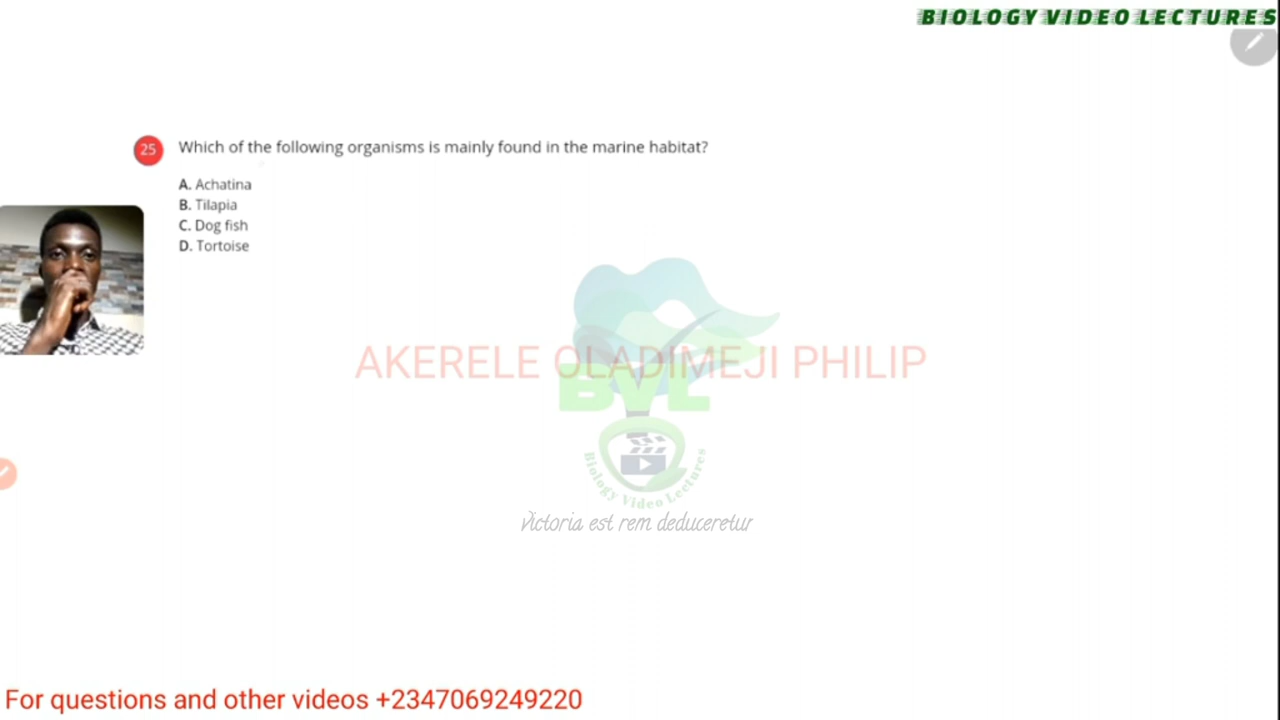 BIOLOGY VIDEO LECTURES
25 Which of the following organisms is mainly found in the marine habitat?
A. Achatina
B. Tilapia
C. Dog fish
D. Tortoise
AKERELE OLADIMEJI PHILIP
BVL
Biology Video Lectures
Victoria est rem deduceretur
For questions and other videos +2347069249220